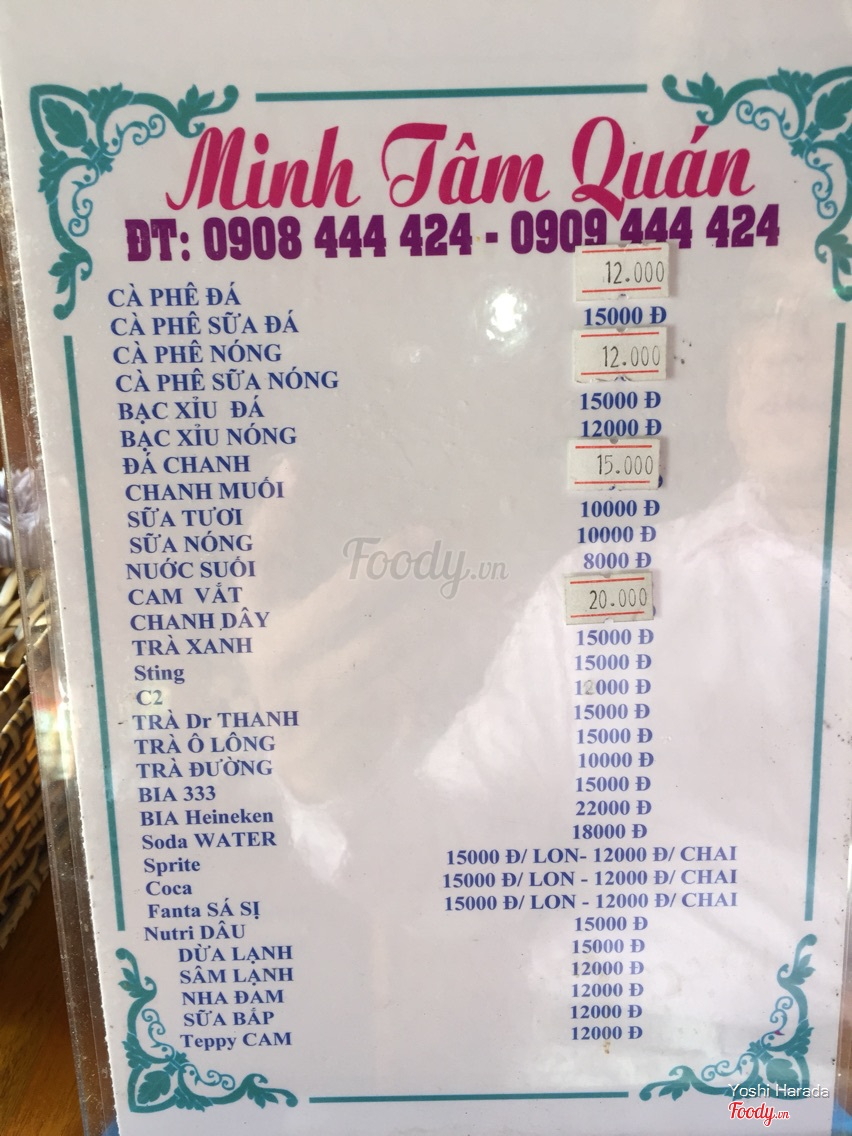 Minh Tâm Quán
ĐT: 0908 444 424 - 0909 444 424
CÀ PHÊ ĐÁ 12.000
CÀ PHÊ SỮA ĐÁ 15000 Đ
CÀ PHÊ NÓNG 12.000
CÀ PHÊ SỮA NÓNG
BẠC XỈU ĐÁ 15000 Đ
BẠC XỈU NÓNG 12000 Đ
ĐÁ CHANH 15.000
CHANH MUỐI
SỮA TƯƠI 10000 Đ
SỮA NÓNG 10000 Đ
NUỚC SUỐI 8000 Đ
CAM VẮT 20.000
CHANH DÂY
TRÀ XANH 15000 Đ
Sting 15000 Đ
C2 12000 Đ
TRÀ Dr THANH 15000 Đ
TRÀ Ô LÔNG 15000 Đ
TRÀ ĐƯỜNG 10000 Đ
BIA 333 15000 Đ
BIA Heineken 22000 Đ
Soda WATER 18000 Đ
Sprite 15000 Đ/ LON- 12000 Đ/ CHAI
Coca 15000 Đ/ LON - 12000 Đ/ CHAI
Fanta SÁ SỊ 15000 Đ/ LON - 12000 Đ/ CHAI
Nutri DÂU 15000 Đ
DỪA LẠNH 15000 Đ
SÂM LẠNH 12000 Đ
NHA ĐAM 12000 Đ
SỮA BẮP 12000 Đ
Teppy CAM 12000 Đ
Foody.vn
Yoshi Harada
Foody.vn